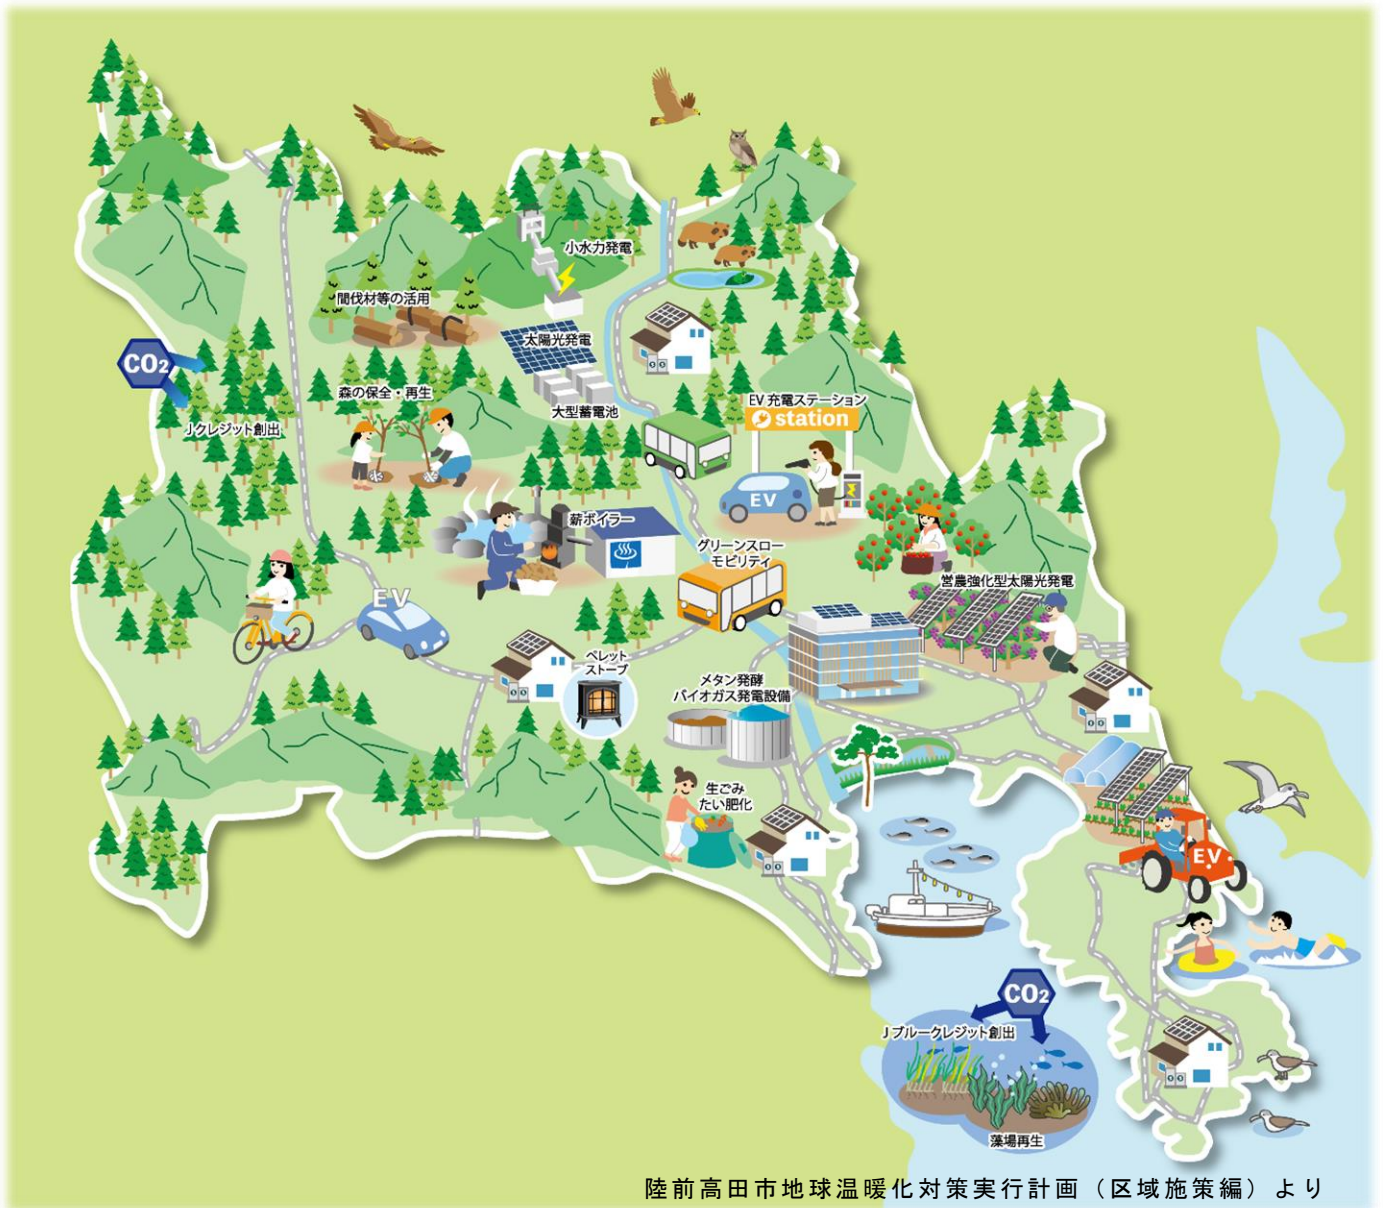 小水力発電
間伐材等の活用
太陽光発電
CO₂
森の保全・再生
大型蓄電池
EV充電ステーション
station
Jクレジット創出
EV
薪ボイラー
グリーンスロー
モビリティ
営農強化型太陽光発電
EV
ペレット
ストーブ
メタン発酵
バイオガス発電設備
生ごみ
たい肥化
EV
CO₂
Jブルークレジット創出
藻場再生
陸前高田市地球温暖化対策実行計画（区域施策編）より